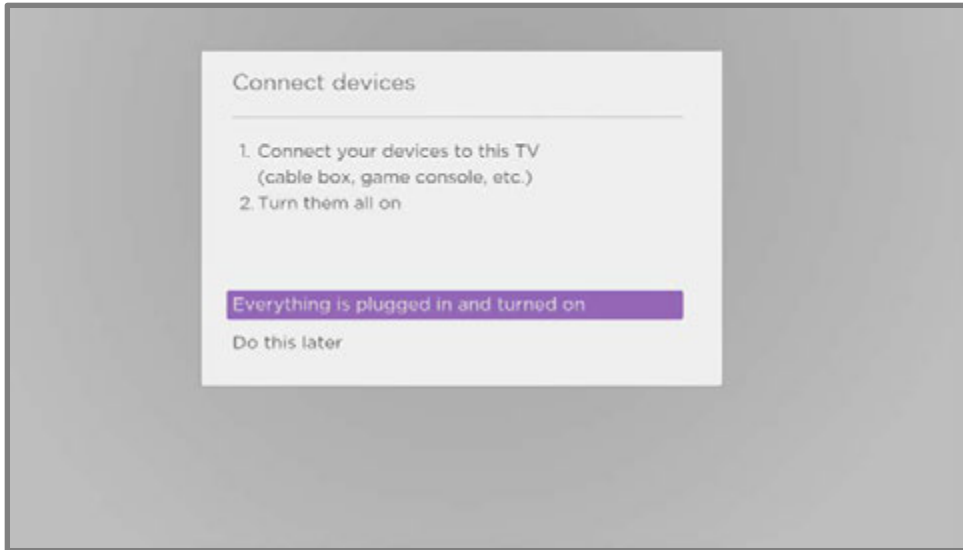 Connect devices
1. Connect your devices to this TV
(cable box, game console, etc.)
2. Turn them all on
Everything is plugged in and turned on
Do this later